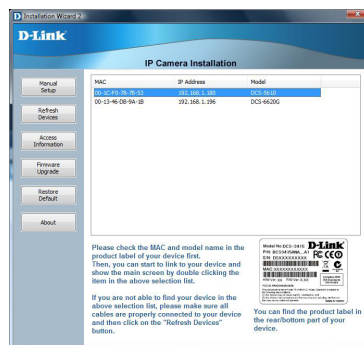 Installation Wizard 2
D-Link
IP Camera Installation
Manual
Setup
Refresh
Devices
Access
Information
Firmware
Upgrade
Restore
Default
About
MAC IP Address Model
00-1C-F0-78-7B-53 192.168.1.180 DCS-5610
00-13-46-D8-9A-1B 192.168.1.196 DCS-6620G
Please check the MAC and model name in the
product label of your device first.
Then, you can start to link to your device and
show the main screen by double clicking the
item in the above selection list.
If you are not able to find your device in the
above selection list, please make sure all
cables are properly connected to your device
and then click on the "Refresh Devices"
button.
Model No:DCS-3415 D-Link
You can find the product label in
the rear/bottom part of your
device.